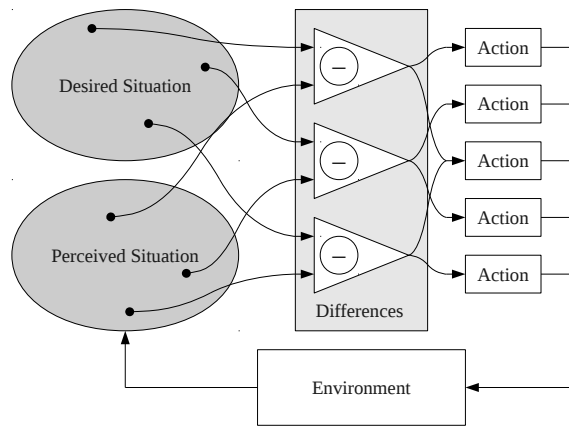 Desired Situation
Perceived Situation
−
−
−
Differences
Action
Action
Action
Action
Action
Environment